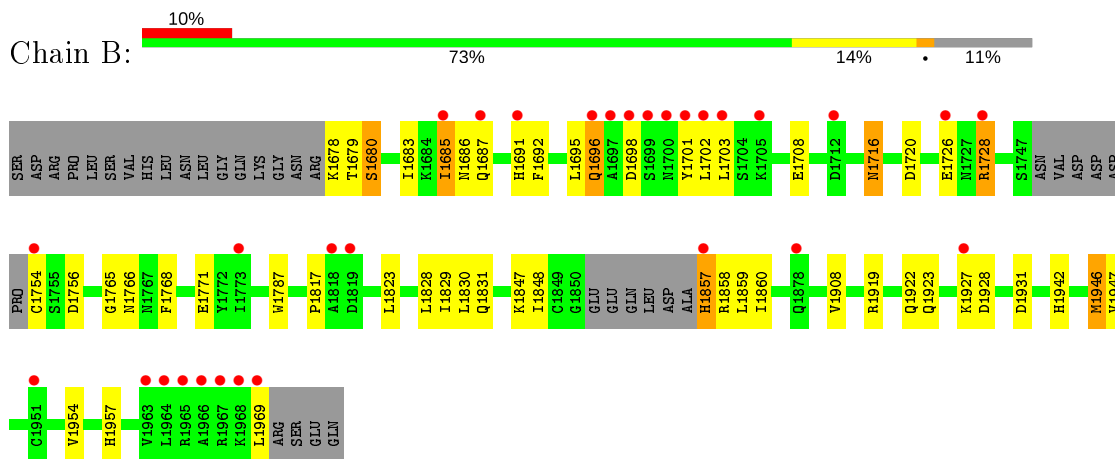 10%
Chain B:
73% 14% • 11%
SER ASP ARG PRO LEU SER VAL HIS LEU ASN LEU GLY GLN LYS GLY ASN ARG K1678 T1679 S1680 I1683 K1684 I1685 N1686 Q1687 H1691 F1692 L1695 Q1696 A1697 D1698 S1699 N1700 Y1701 L1702 L1703 S1704 K1705 E1708 D1712 N1716 D1720 E1726 N1727 R1728 S1747 ASN VAL ASP ASP ASP
PRO C1754 S1755 D1756 G1765 N1766 N1767 F1768 E1771 Y1772 I1773 W1787 P1817 A1818 D1819 L1823 L1828 I1829 L1830 Q1831 K1847 I1848 C1849 G1850 GLU GLU GLN LEU ASP ALA H1857 R1858 L1859 I1860 Q1878 V1908 R1919 Q1922 Q1923 K1927 D1928 D1931 H1942 M1946
C1951 V1954 H1957 V1963 L1964 R1965 A1966 R1967 K1968 L1969 ARG SER GLU GLN